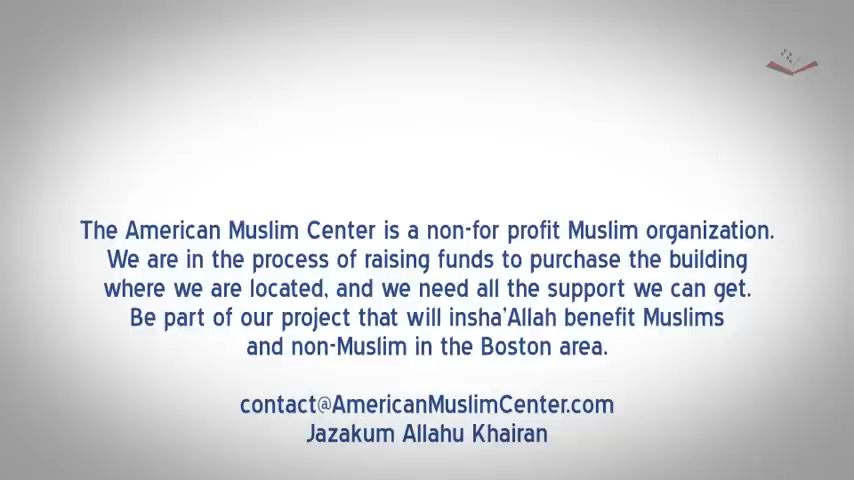 The American Muslim Center is a non-for profit Muslim organization.
We are in the process of raising funds to purchase the building
where we are located, and we need all the support we can get.
Be part of our project that will insha'Allah benefit Muslims
and non-Muslim in the Boston area.
contact@AmericanMuslimCenter.com
Jazakum Allahu Khairan